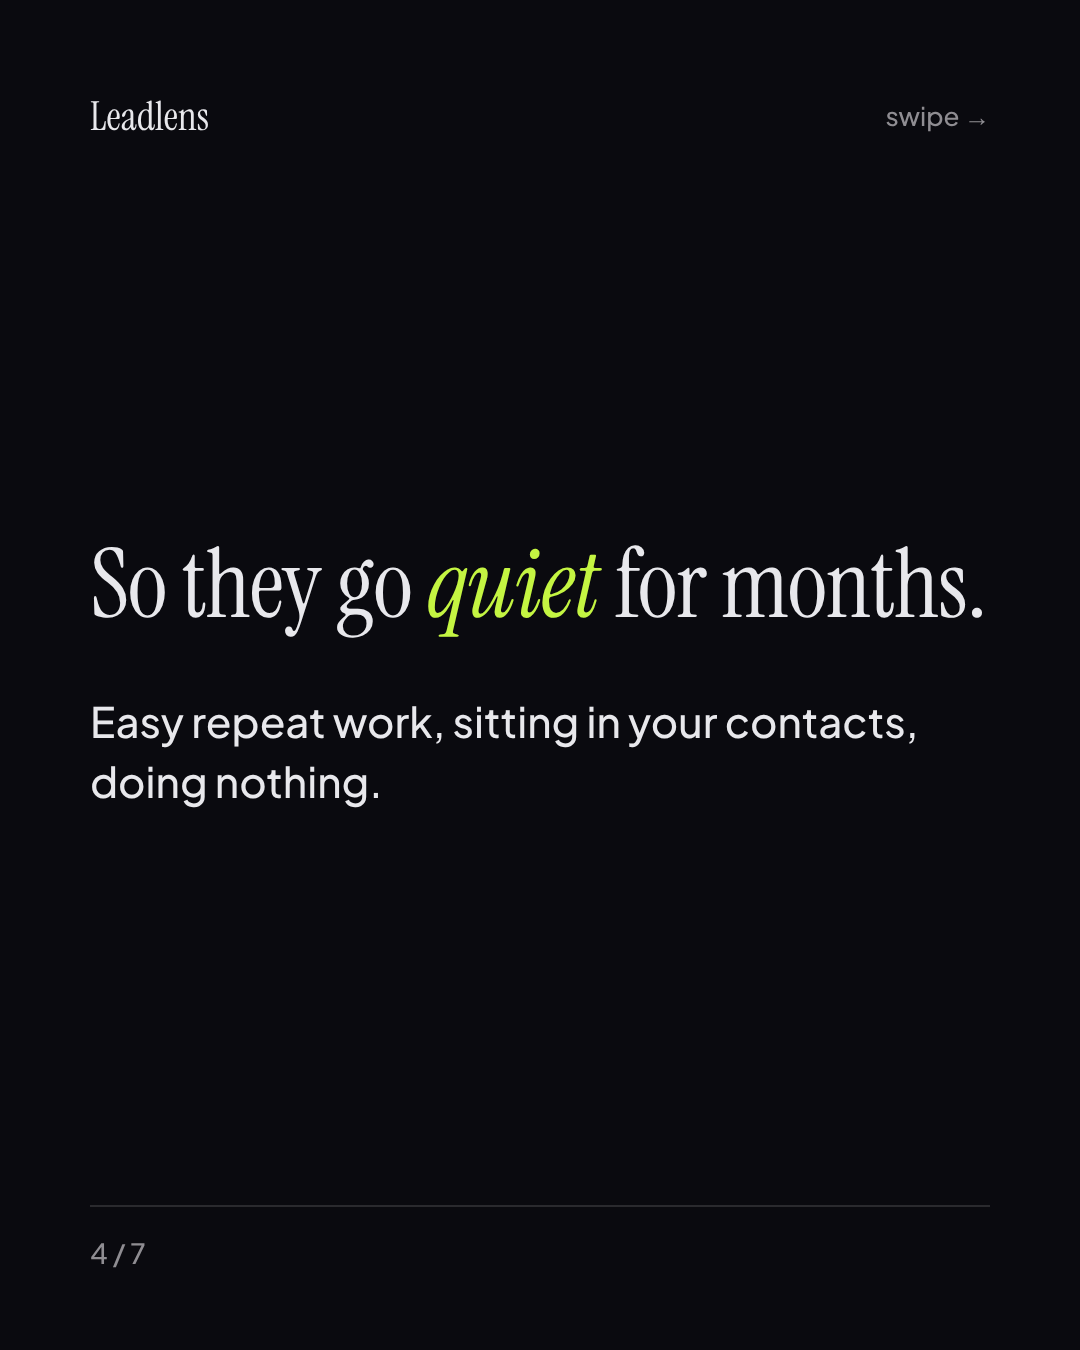 Leadlens
swipe →
So they go quiet for months.
Easy repeat work, sitting in your contacts,
doing nothing.
4 / 7